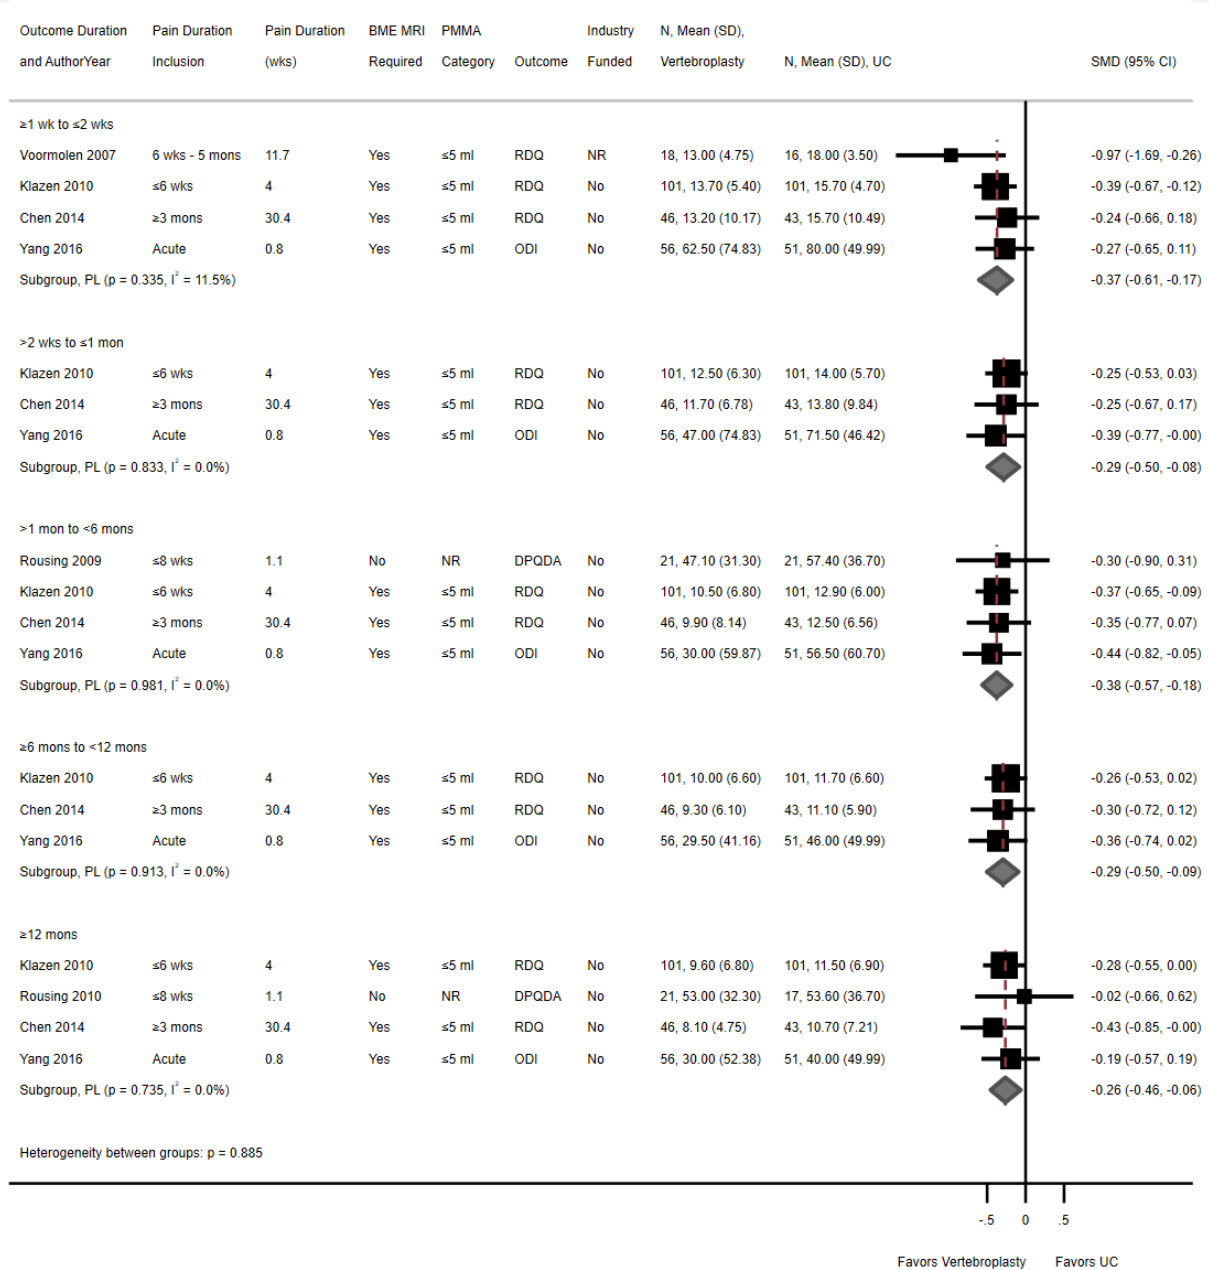 Outcome Duration Pain Duration Pain Duration BME MRI PMMA Industry N, Mean (SD),
and AuthorYear Inclusion (wks) Required Category Outcome Funded Vertebroplasty N, Mean (SD), UC SMD (95% CI)
≥1 wk to ≤2 wks
Voormolen 2007 6 wks - 5 mons 11.7 Yes ≤5 ml RDQ NR 18, 13.00 (4.75) 16, 18.00 (3.50) -0.97 (-1.69, -0.26)
Klazen 2010 ≤6 wks 4 Yes ≤5 ml RDQ No 101, 13.70 (5.40) 101, 15.70 (4.70) -0.39 (-0.67, -0.12)
Chen 2014 ≥3 mons 30.4 Yes ≤5 ml RDQ No 46, 13.20 (10.17) 43, 15.70 (10.49) -0.24 (-0.66, 0.18)
Yang 2016 Acute 0.8 Yes ≤5 ml ODI No 56, 62.50 (74.83) 51, 80.00 (49.99) -0.27 (-0.65, 0.11)
Subgroup, PL (p = 0.335, I² = 11.5%) -0.37 (-0.61, -0.17)
>2 wks to ≤1 mon
Klazen 2010 ≤6 wks 4 Yes ≤5 ml RDQ No 101, 12.50 (6.30) 101, 14.00 (5.70) -0.25 (-0.53, 0.03)
Chen 2014 ≥3 mons 30.4 Yes ≤5 ml RDQ No 46, 11.70 (6.78) 43, 13.80 (9.84) -0.25 (-0.67, 0.17)
Yang 2016 Acute 0.8 Yes ≤5 ml ODI No 56, 47.00 (74.83) 51, 71.50 (46.42) -0.39 (-0.77, -0.00)
Subgroup, PL (p = 0.833, I² = 0.0%) -0.29 (-0.50, -0.08)
>1 mon to <6 mons
Rousing 2009 ≤8 wks 1.1 No NR DPQDA No 21, 47.10 (31.30) 21, 57.40 (36.70) -0.30 (-0.90, 0.31)
Klazen 2010 ≤6 wks 4 Yes ≤5 ml RDQ No 101, 10.50 (6.80) 101, 12.90 (6.00) -0.37 (-0.65, -0.09)
Chen 2014 ≥3 mons 30.4 Yes ≤5 ml RDQ No 46, 9.90 (8.14) 43, 12.50 (6.56) -0.35 (-0.77, 0.07)
Yang 2016 Acute 0.8 Yes ≤5 ml ODI No 56, 30.00 (59.87) 51, 56.50 (60.70) -0.44 (-0.82, -0.05)
Subgroup, PL (p = 0.981, I² = 0.0%) -0.38 (-0.57, -0.18)
≥6 mons to <12 mons
Klazen 2010 ≤6 wks 4 Yes ≤5 ml RDQ No 101, 10.00 (6.60) 101, 11.70 (6.60) -0.26 (-0.53, 0.02)
Chen 2014 ≥3 mons 30.4 Yes ≤5 ml RDQ No 46, 9.30 (6.10) 43, 11.10 (5.90) -0.30 (-0.72, 0.12)
Yang 2016 Acute 0.8 Yes ≤5 ml ODI No 56, 29.50 (41.16) 51, 46.00 (49.99) -0.36 (-0.74, 0.02)
Subgroup, PL (p = 0.913, I² = 0.0%) -0.29 (-0.50, -0.09)
≥12 mons
Klazen 2010 ≤6 wks 4 Yes ≤5 ml RDQ No 101, 9.60 (6.80) 101, 11.50 (6.90) -0.28 (-0.55, 0.00)
Rousing 2010 ≤8 wks 1.1 No NR DPQDA No 21, 53.00 (32.30) 17, 53.60 (36.70) -0.02 (-0.66, 0.62)
Chen 2014 ≥3 mons 30.4 Yes ≤5 ml RDQ No 46, 8.10 (4.75) 43, 10.70 (7.21) -0.43 (-0.85, -0.00)
Yang 2016 Acute 0.8 Yes ≤5 ml ODI No 56, 30.00 (52.38) 51, 40.00 (49.99) -0.19 (-0.57, 0.19)
Subgroup, PL (p = 0.735, I² = 0.0%) -0.26 (-0.46, -0.06)
Heterogeneity between groups: p = 0.885
-.5 0 .5
Favors Vertebroplasty Favors UC